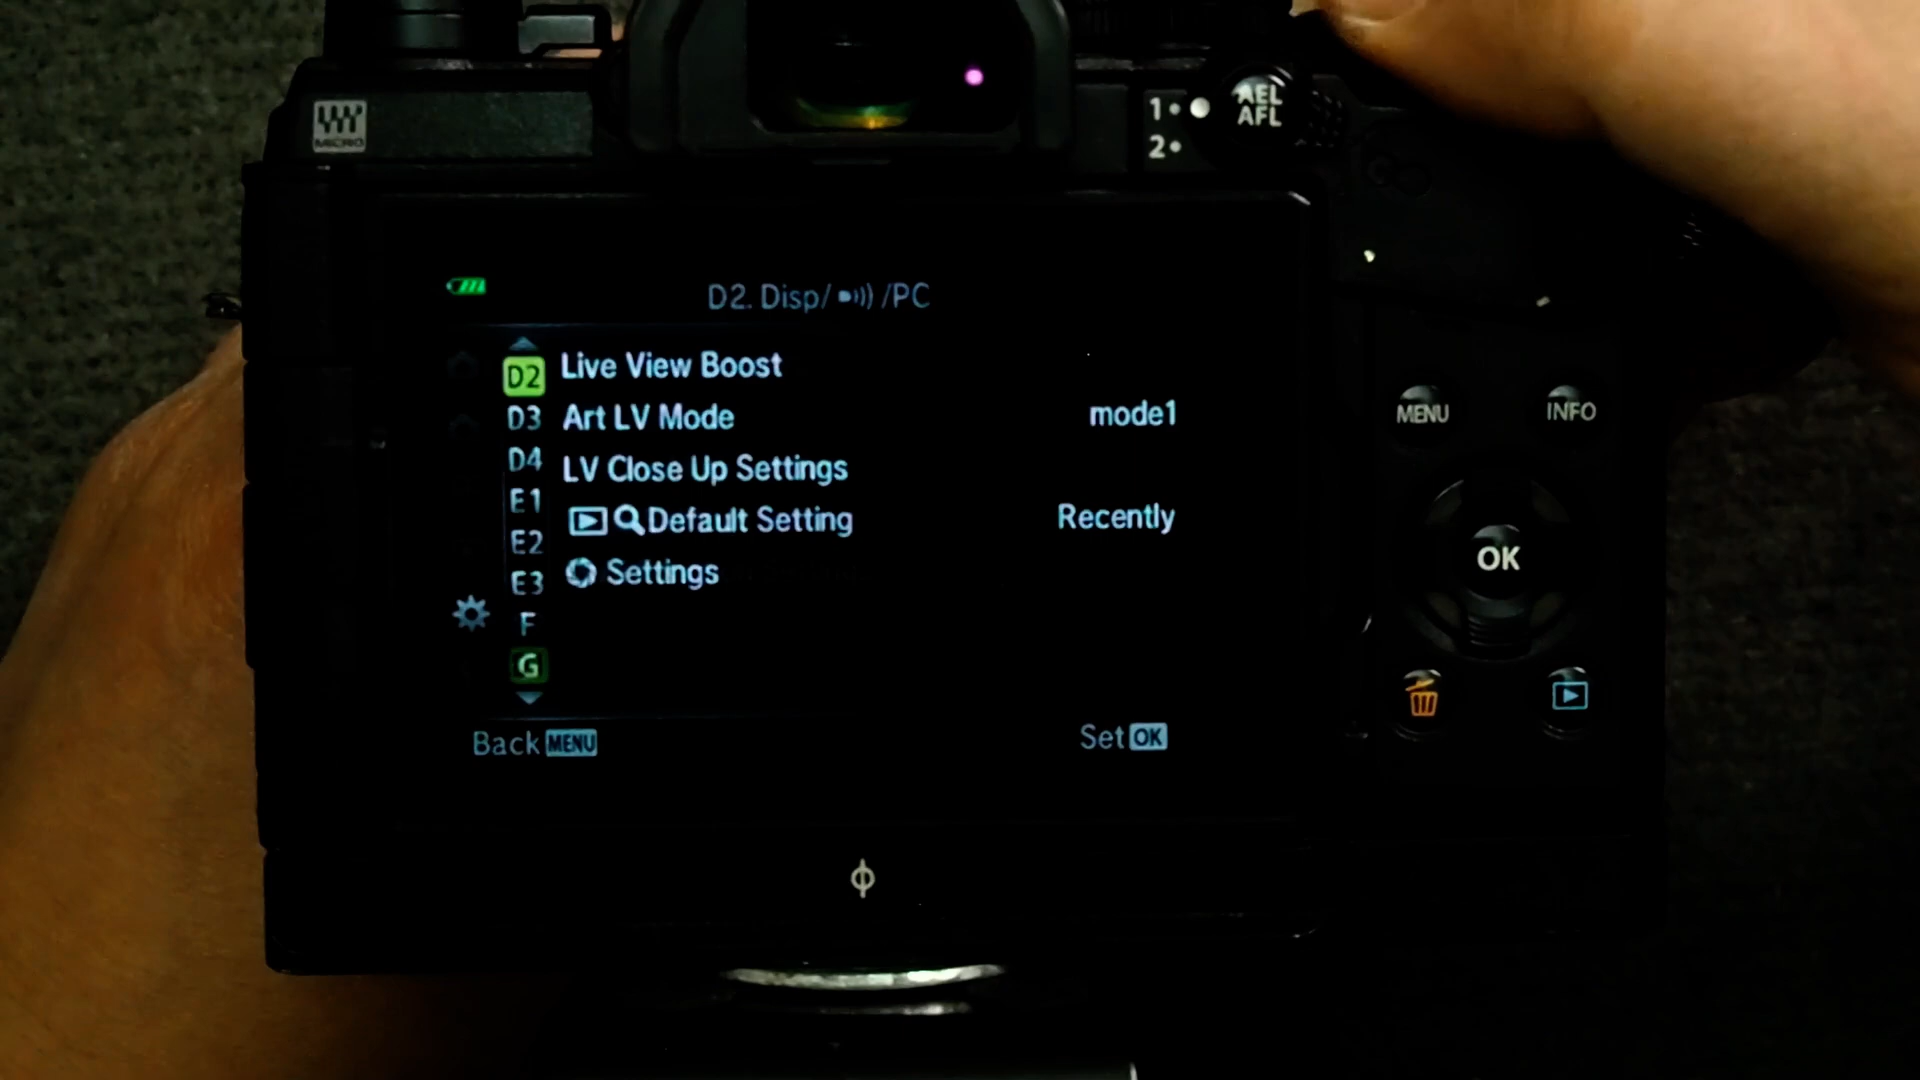 MICRO
1•
2•
AEL
AFL
D2. Disp/ /PC
D2 Live View Boost
D3 Art LV Mode mode1
D4 LV Close Up Settings
E1 Default Setting Recently
E2 Settings
E3
F
G
Back MENU
Set OK
MENU
INFO
OK